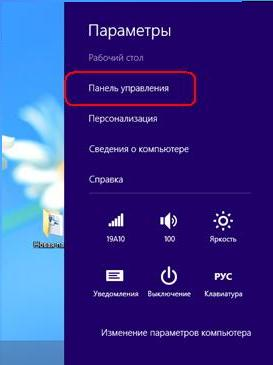 Параметры
Рабочий стол
Панель управления
Персонализация
Сведения о компьютере
Справка
19A10
100
Яркость
Новая
РУС
Уведомления
Выключение
Клавиатура
Изменение параметров компьютера